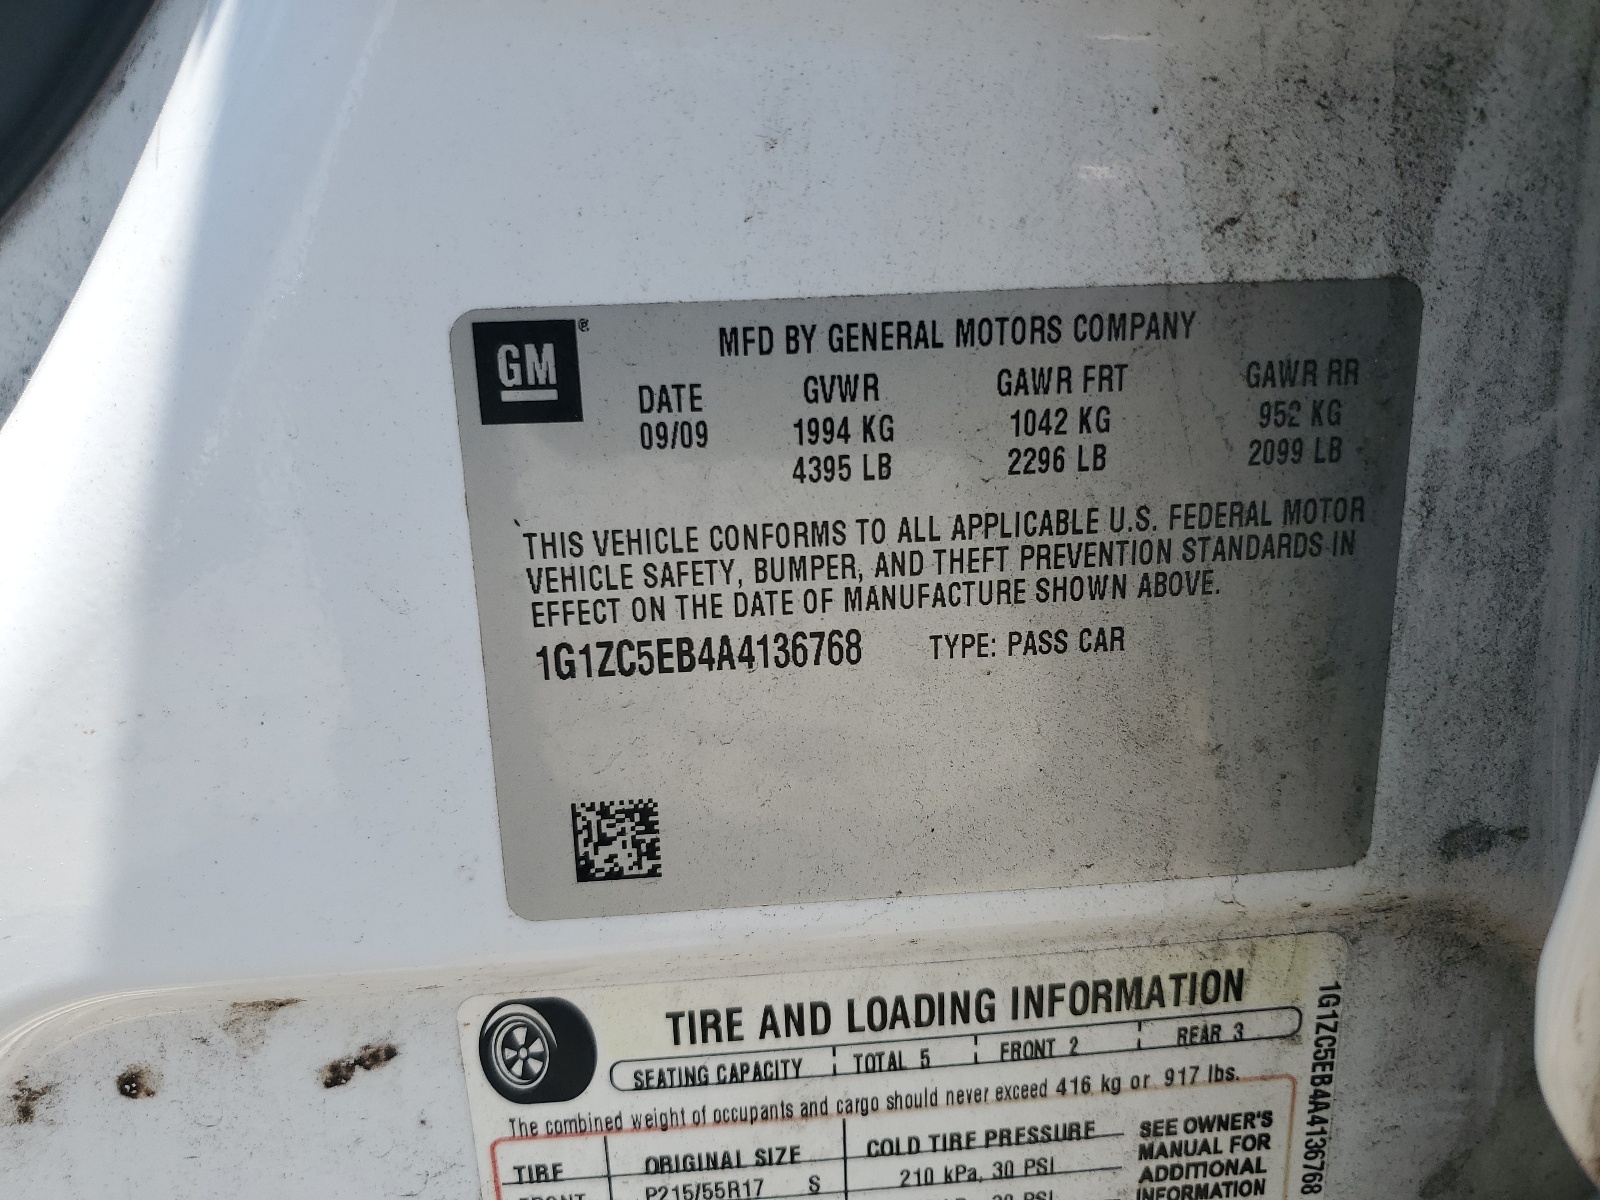 GM ®
MFD BY GENERAL MOTORS COMPANY
DATE GVWR GAWR FRT GAWR RR
09/09 1994 KG 1042 KG 952 KG
4395 LB 2296 LB 2099 LB
THIS VEHICLE CONFORMS TO ALL APPLICABLE U.S. FEDERAL MOTOR
VEHICLE SAFETY, BUMPER, AND THEFT PREVENTION STANDARDS IN
EFFECT ON THE DATE OF MANUFACTURE SHOWN ABOVE.
1G1ZC5EB4A4136768 TYPE: PASS CAR
TIRE AND LOADING INFORMATION
SEATING CAPACITY TOTAL 5 FRONT 2 REAR 3
The combined weight of occupants and cargo should never exceed 416 kg or 917 lbs.
TIRE ORIGINAL SIZE COLD TIRE PRESSURE
FRONT P215/55R17 S 210 kPa, 30 PSI
30 PSI
SEE OWNER'S
MANUAL FOR
ADDITIONAL
INFORMATION
1G1ZC5EB4A4136768